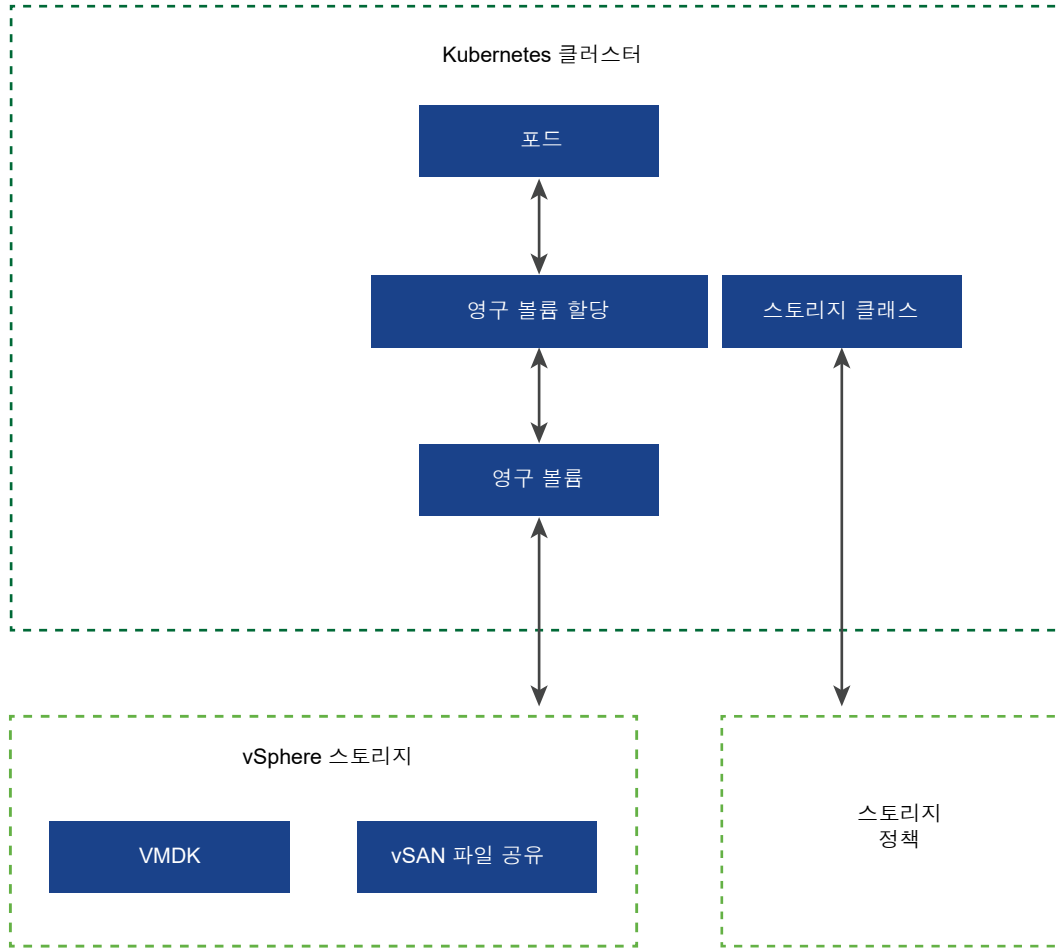 Kubernetes 클러스터
포드
영구 볼륨 할당
스토리지 클래스
영구 볼륨
vSphere 스토리지
VMDK
vSAN 파일 공유
스토리지
정책